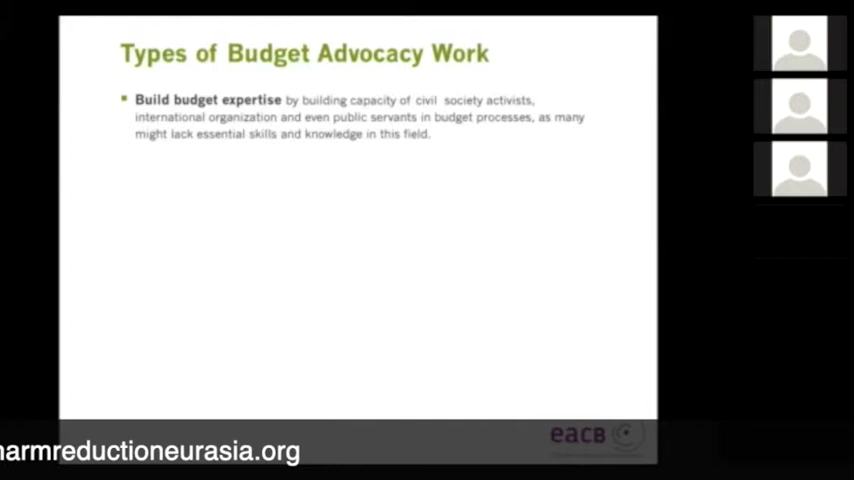 Types of Budget Advocacy Work
Build budget expertise by building capacity of civil society activists,
international organization and even public servants in budget processes, as many
might lack essential skills and knowledge in this field.
eacB
harmreductioneurasia.org